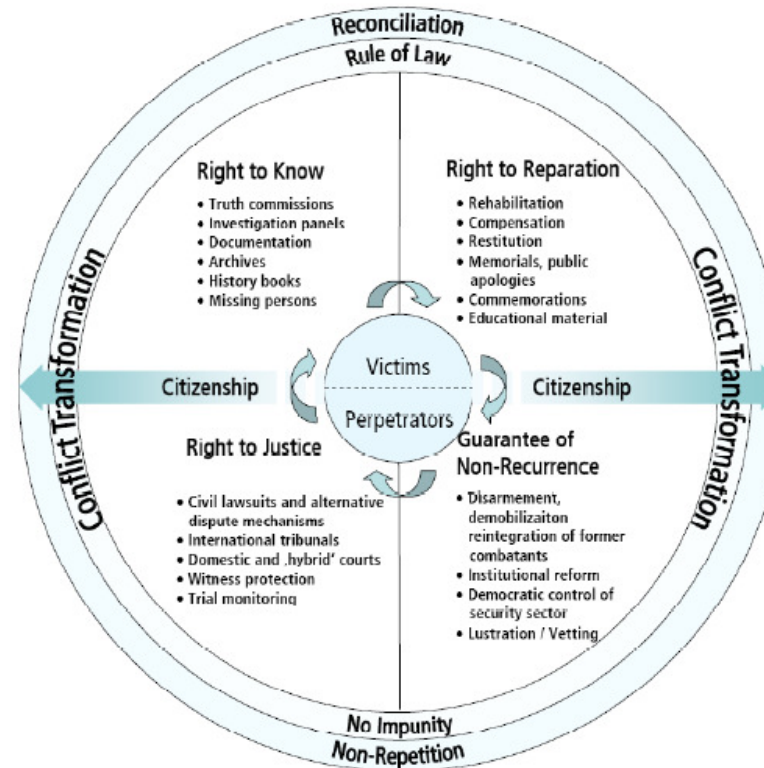 Reconciliation
Rule of Law
Right to Know
• Truth commissions
• Investigation panels
• Documentation
• Archives
• History books
• Missing persons
Right to Reparation
• Rehabilitation
• Compensation
• Restitution
• Memorials, public
apologies
• Commemorations
• Educational material
Conflict Transformation
Conflict Transformation
Citizenship
Victims
Perpetrators
Citizenship
Right to Justice
• Civil lawsuits and alternative
dispute mechanisms
• International tribunals
• Domestic and ‚hybrid' courts
• Witness protection
• Trial monitoring
Guarantee of
Non-Recurrence
• Disarmement,
demobilizaiton
reintegration of former
combatants
• Institutional reform
• Democratic control of
security sector
• Lustration / Vetting
No Impunity
Non-Repetition